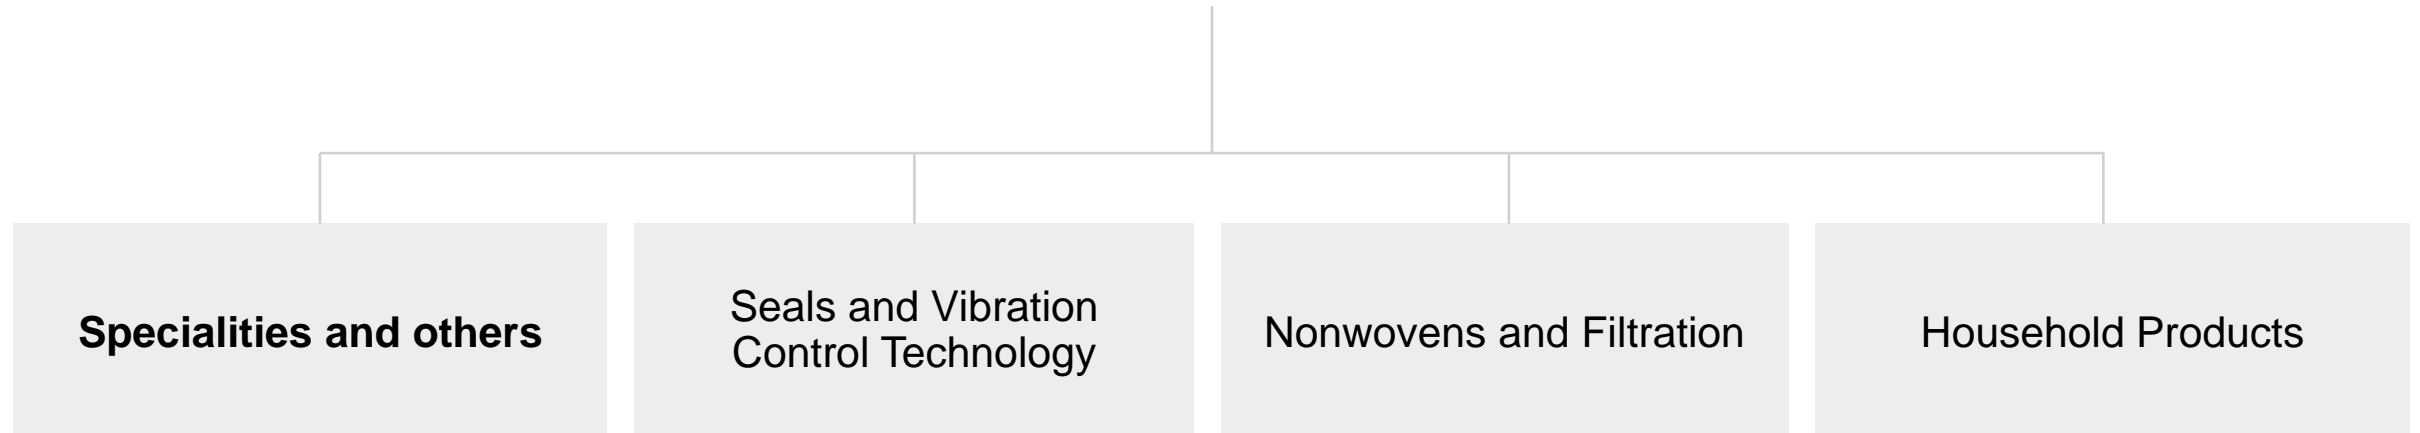 Specialities and others
Seals and Vibration
Control Technology
Nonwovens and Filtration
Household Products